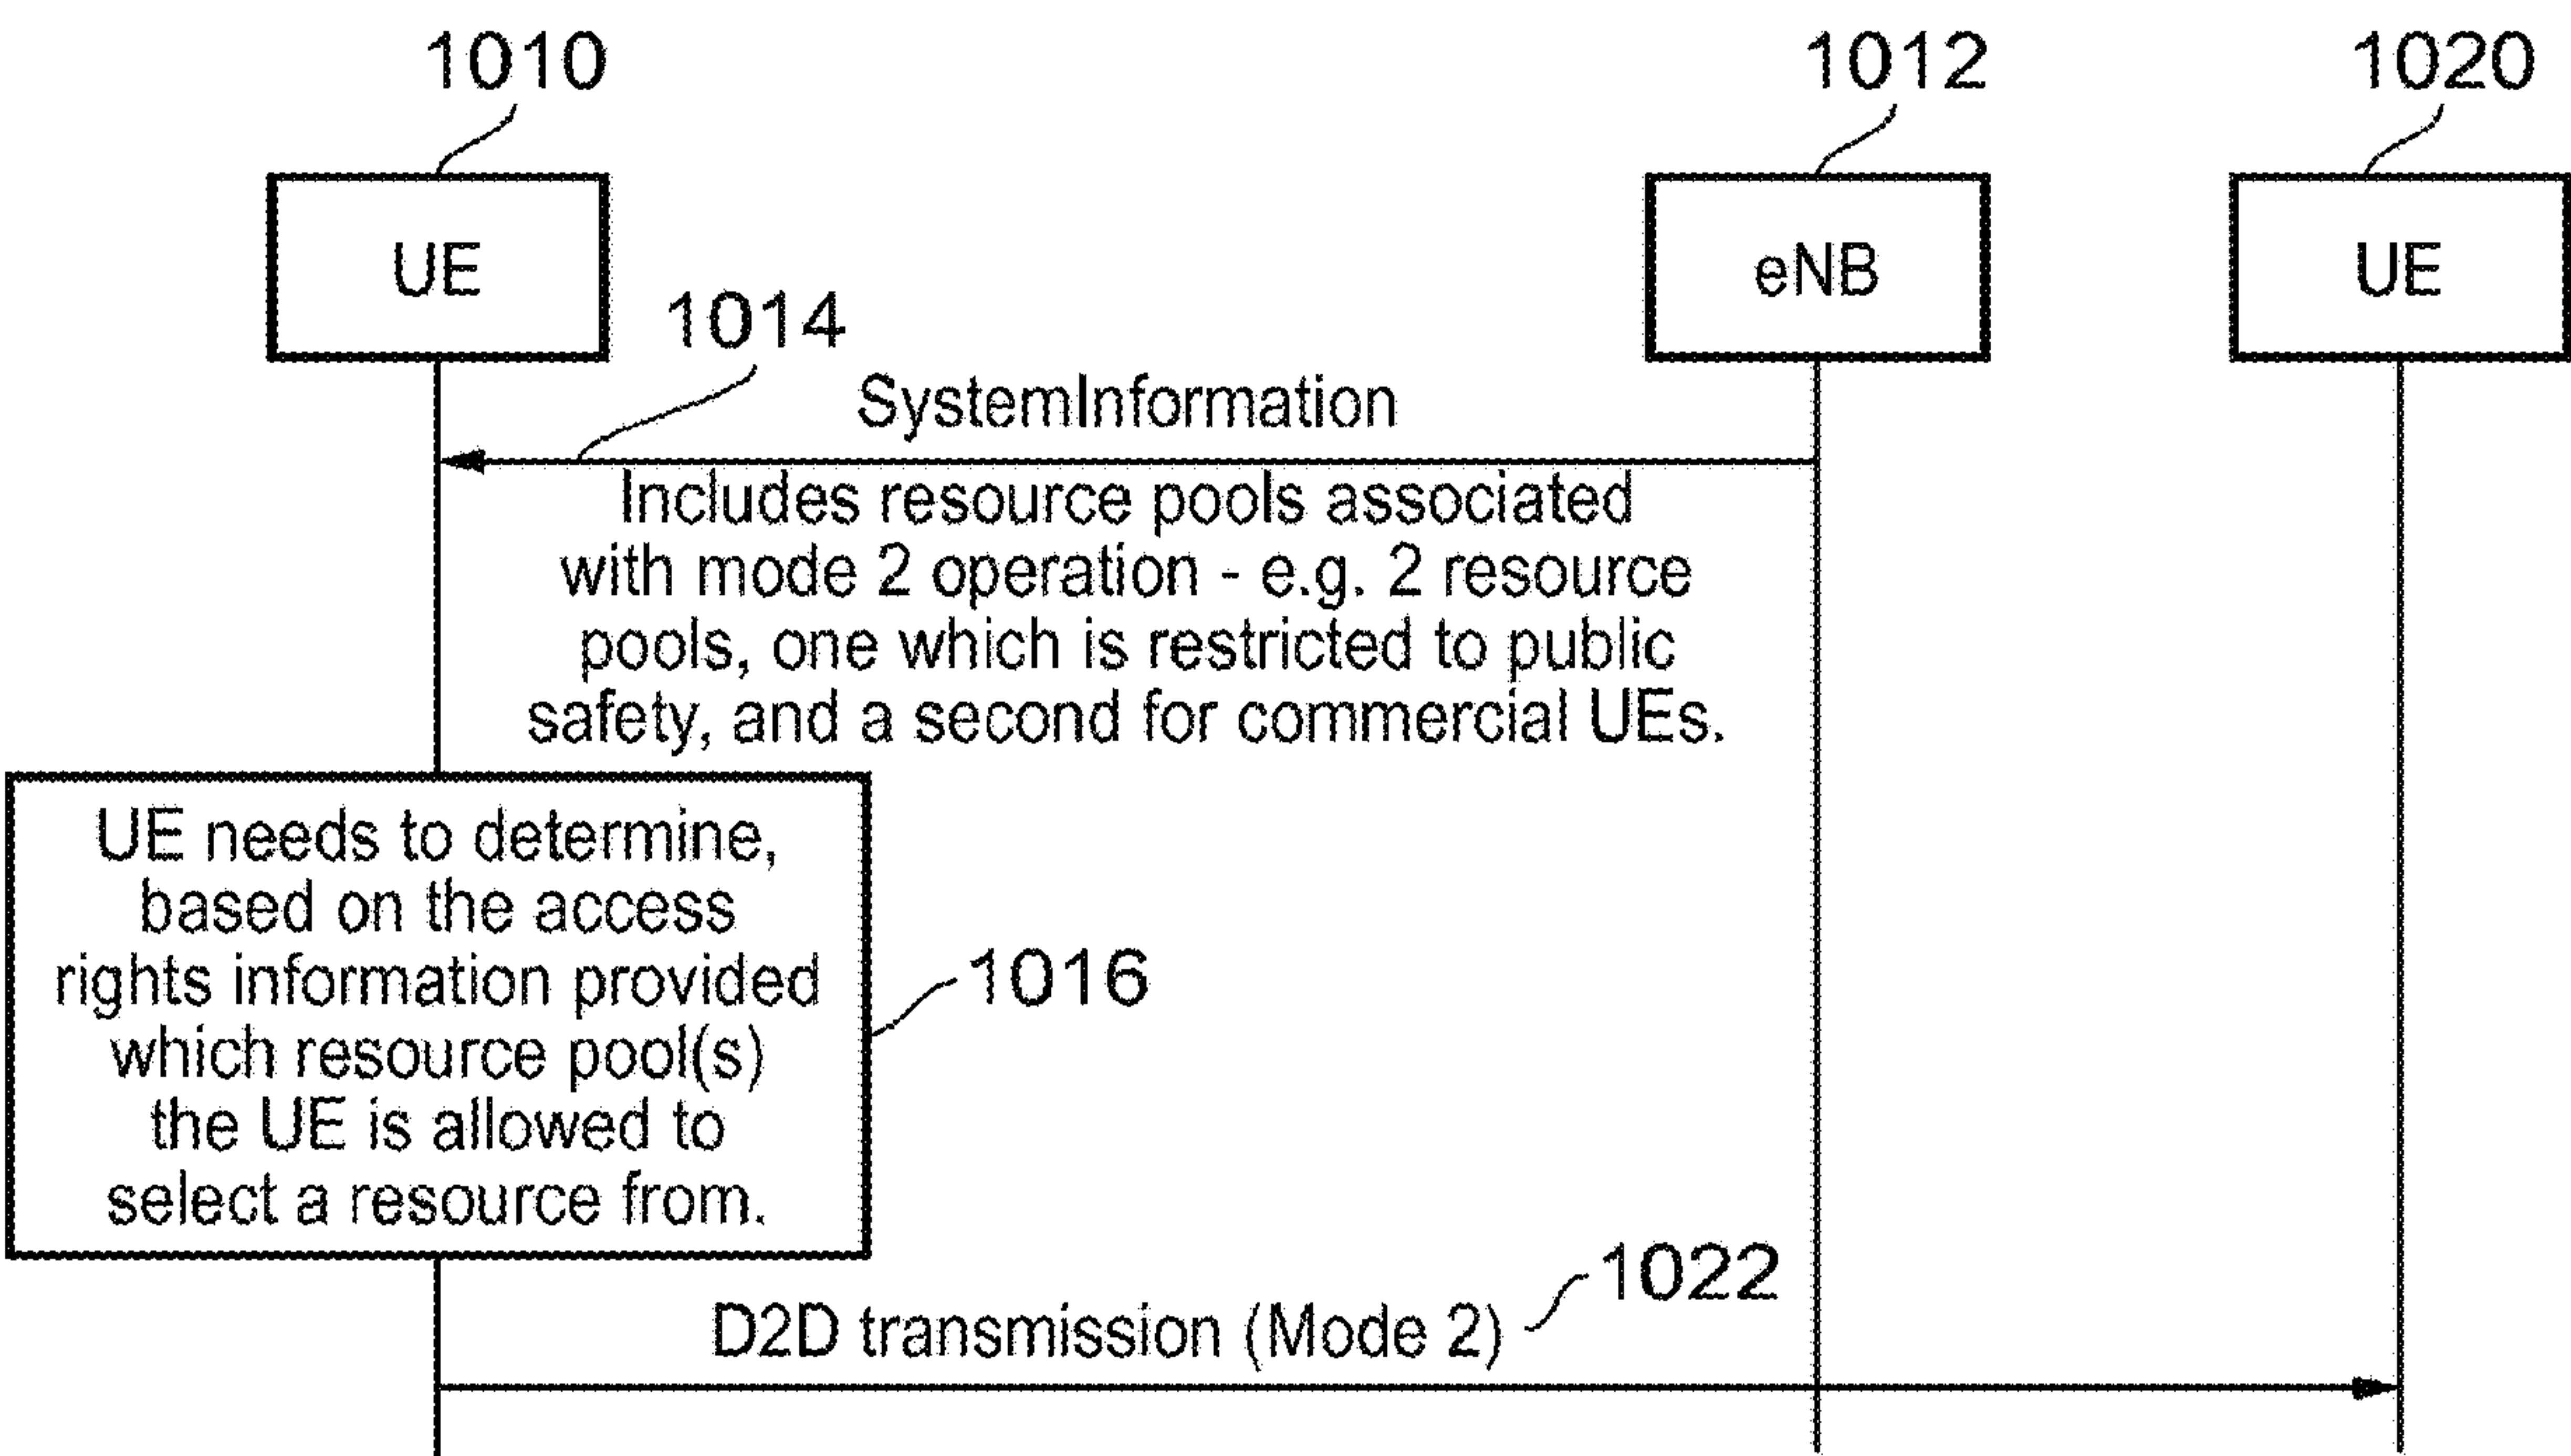 1010
1012
1020
UE
eNB
UE
1014
SystemInformation
Includes resource pools associated
with mode 2 operation - e.g. 2 resource
pools, one which is restricted to public
safety, and a second for commercial UEs.
UE needs to determine,
based on the access
rights information provided
which resource pool(s)
the UE is allowed to
select a resource from.
1016
1022
D2D transmission (Mode 2)